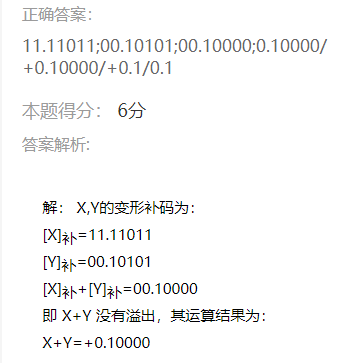 正确答案:
11.11011;00.10101;00.10000;0.10000/
+0.10000/+0.1/0.1
本题得分： 6分
答案解析:
解： X,Y的变形补码为：
[X]补=11.11011
[Y]补=00.10101
[X]补+[Y]补=00.10000
即 X+Y 没有溢出，其运算结果为：
X+Y=+0.10000